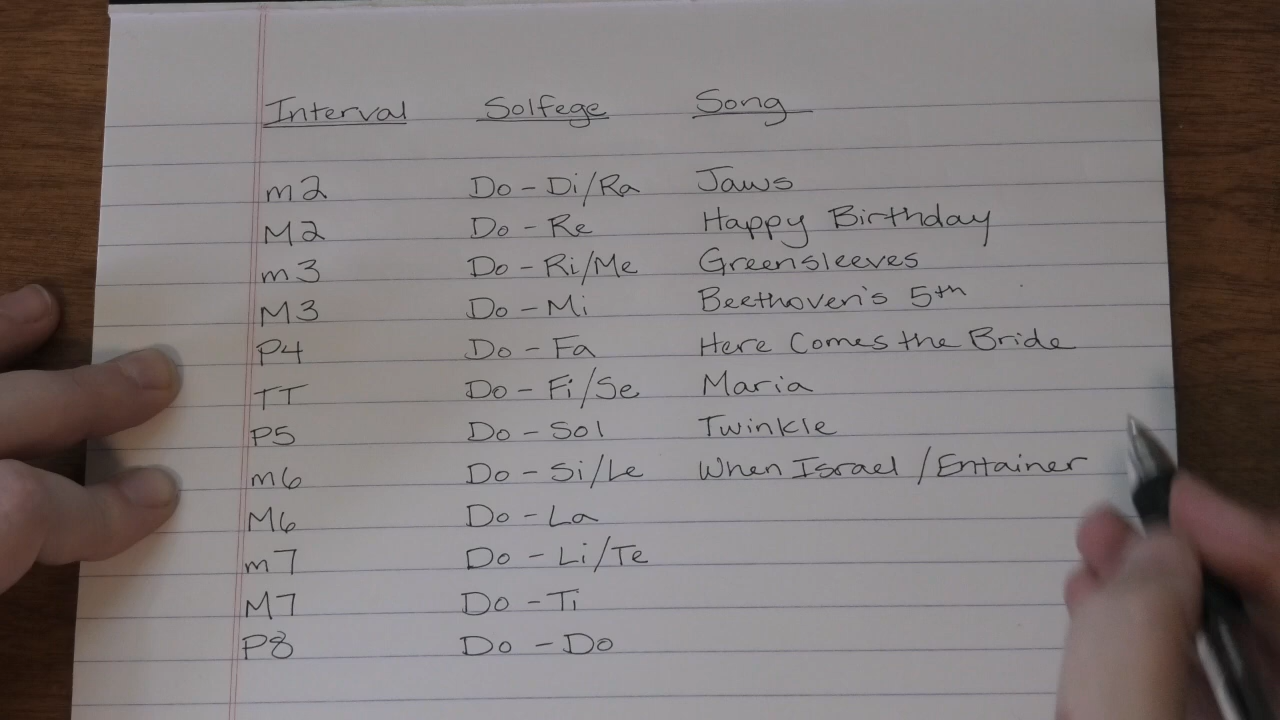 Interval Solfege Song
m2 Do - Di/Ra Jaws
M2 Do - Re Happy Birthday
m3 Do - Ri/Me Greensleeves
M3 Do - Mi Beethoven's 5th
P4 Do - Fa Here Comes the Bride
TT Do - Fi/Se Maria
P5 Do - Sol Twinkle
m6 Do - Si/Le When Israel / Entainer
M6 Do - La
m7 Do - Li/Te
M7 Do - Ti
P8 Do - Do